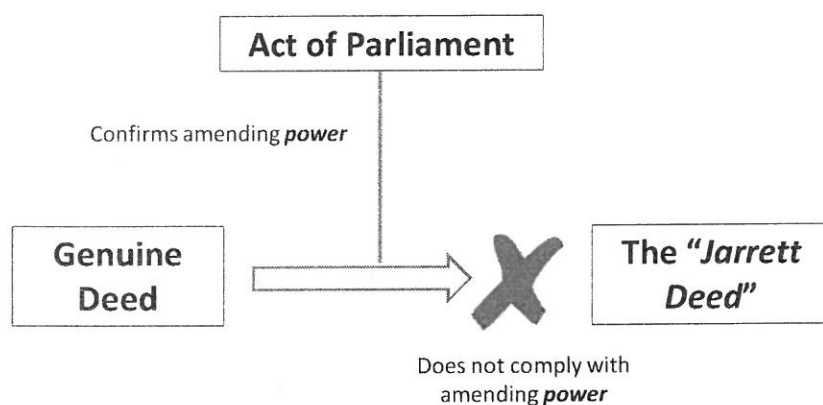 Act of Parliament
Confirms amending power
Genuine
Deed
The “Jarrett
Deed”
Does not comply with
amending power